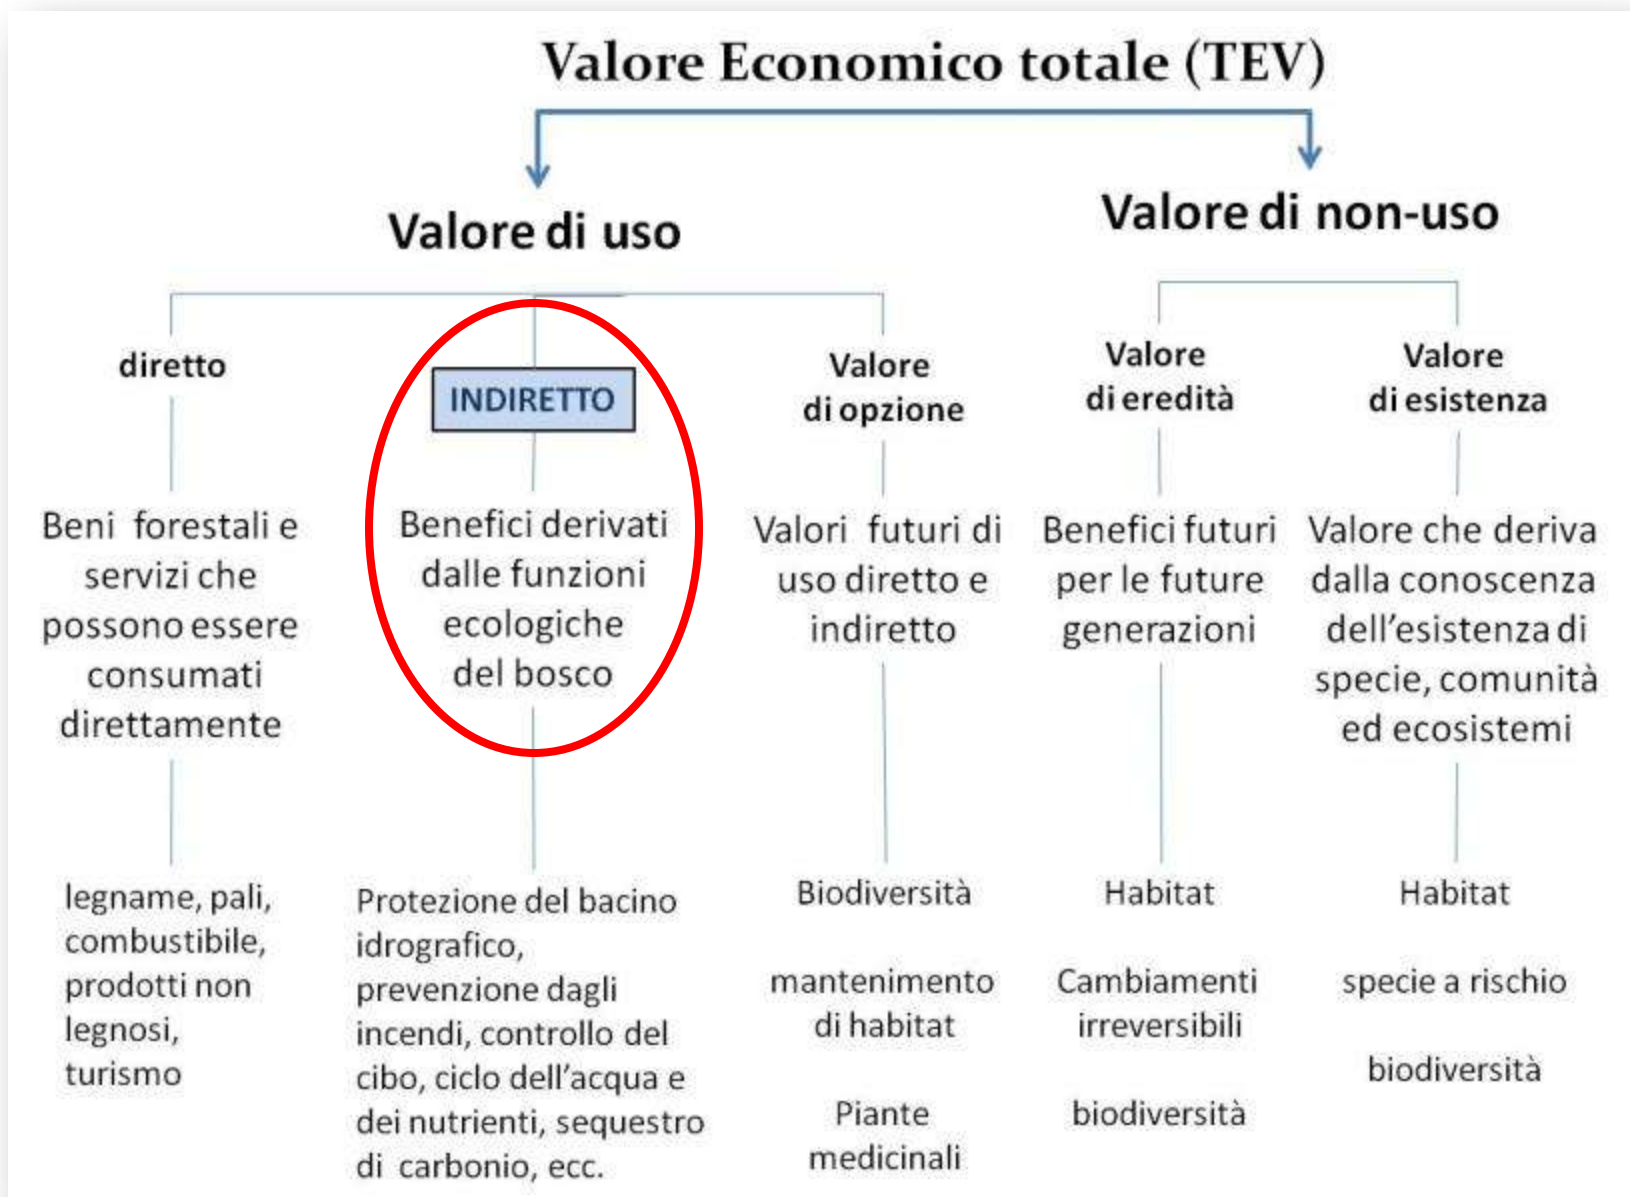 Valore Economico totale (TEV)
Valore di uso
Valore di non-uso
diretto
Beni forestali e
servizi che
possono essere
consumati
direttamente
legname, pali,
combustibile,
prodotti non
legnosi,
turismo
INDIRETTO
Benefici derivati
dalle funzioni
ecologiche
del bosco
Protezione del bacino
idrografico,
prevenzione dagli
incendi, controllo del
cibo, ciclo dell'acqua e
dei nutrienti, sequestro
di carbonio, ecc.
Valore
di opzione
Valori futuri di
uso diretto e
indiretto
Biodiversità
mantenimento
di habitat
Piante
medicinali
Valore
di eredità
Benefici futuri
per le future
generazioni
Habitat
Cambiamenti
irreversibili
biodiversità
Valore
di esistenza
Valore che deriva
dalla conoscenza
dell'esistenza di
specie, comunità
ed ecosistemi
Habitat
specie a rischio
biodiversità